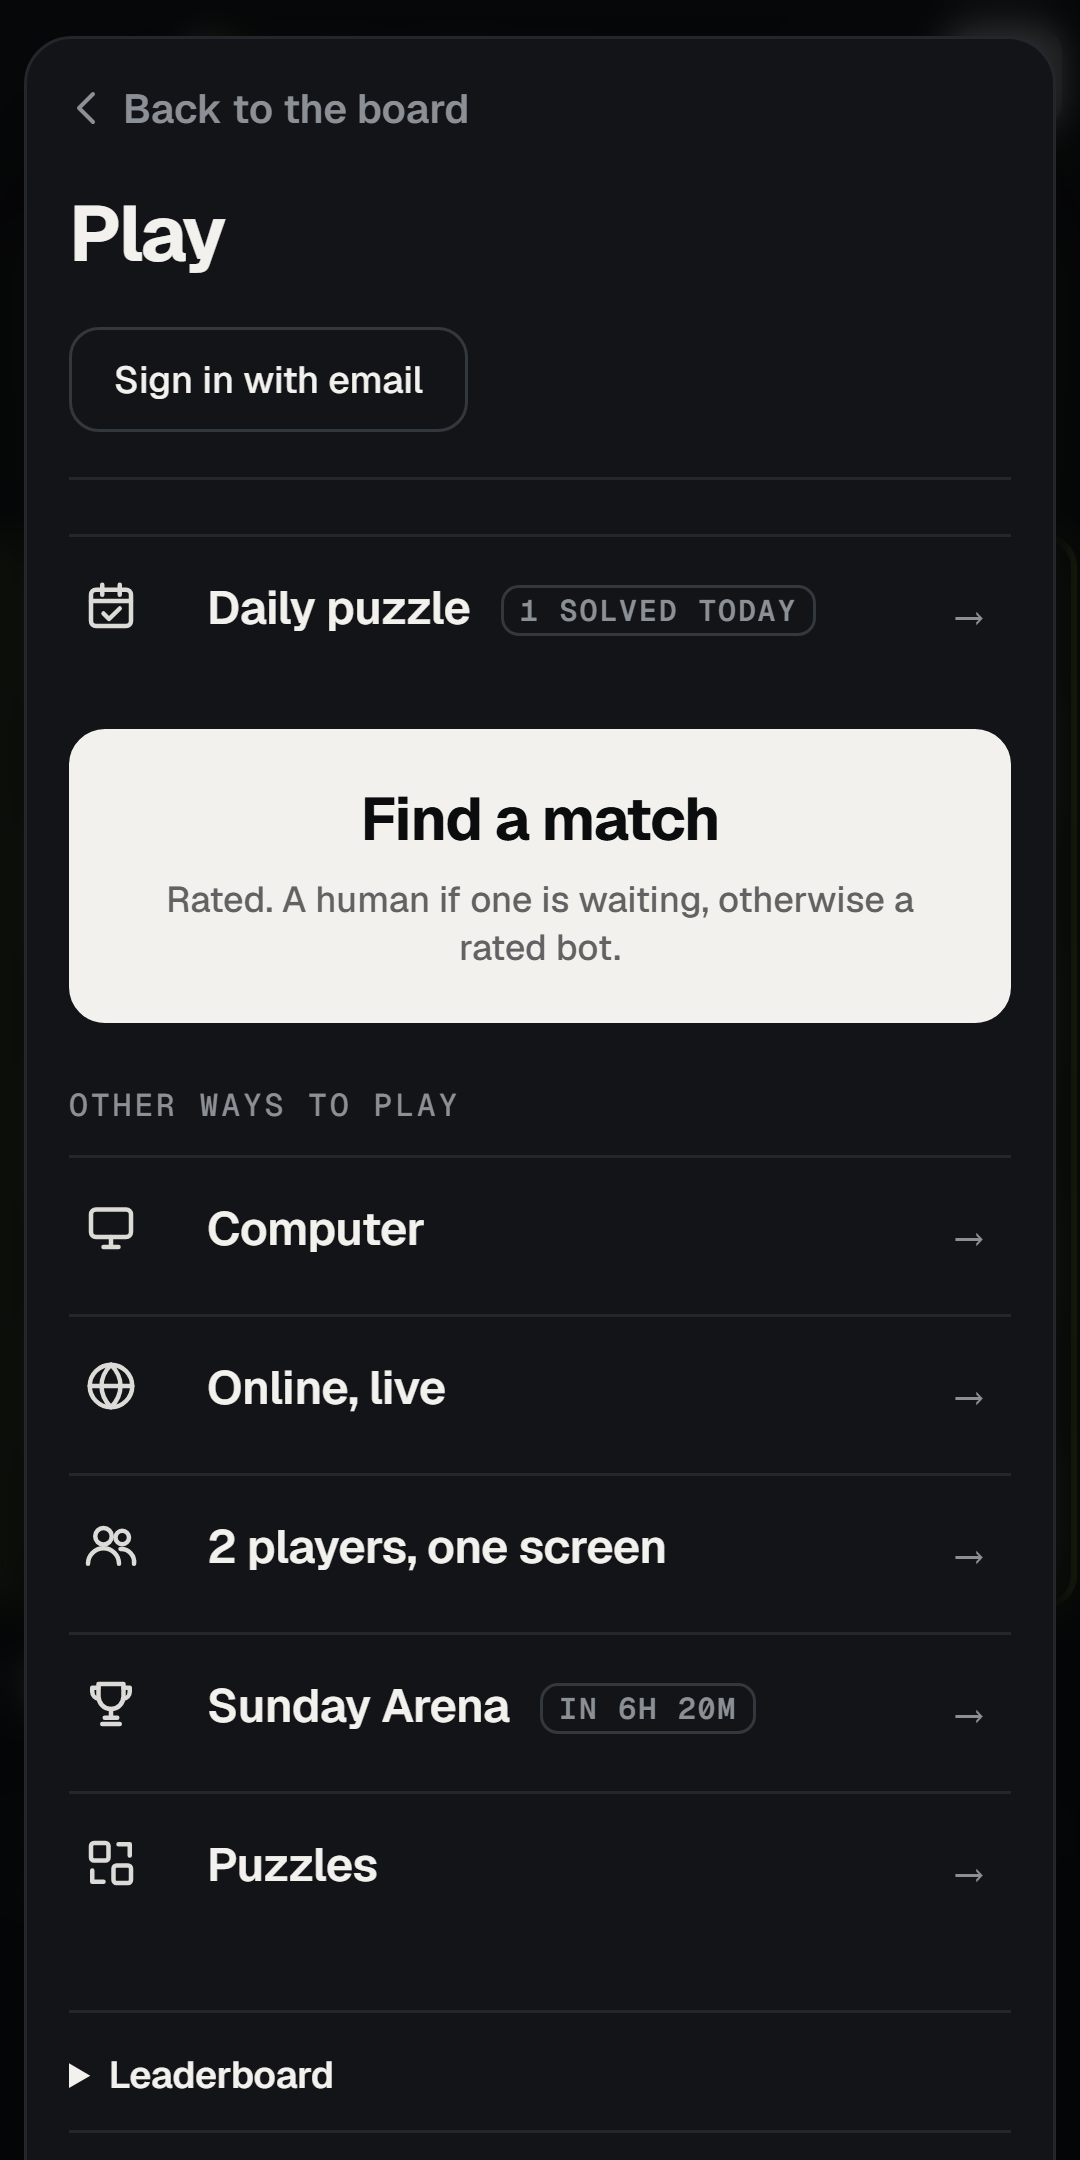 Back to the board
Play
Sign in with email
Daily puzzle 1 SOLVED TODAY →
Find a match
Rated. A human if one is waiting, otherwise a
rated bot.
OTHER WAYS TO PLAY
Computer →
Online, live →
2 players, one screen →
Sunday Arena IN 6H 20M →
Puzzles →
Leaderboard